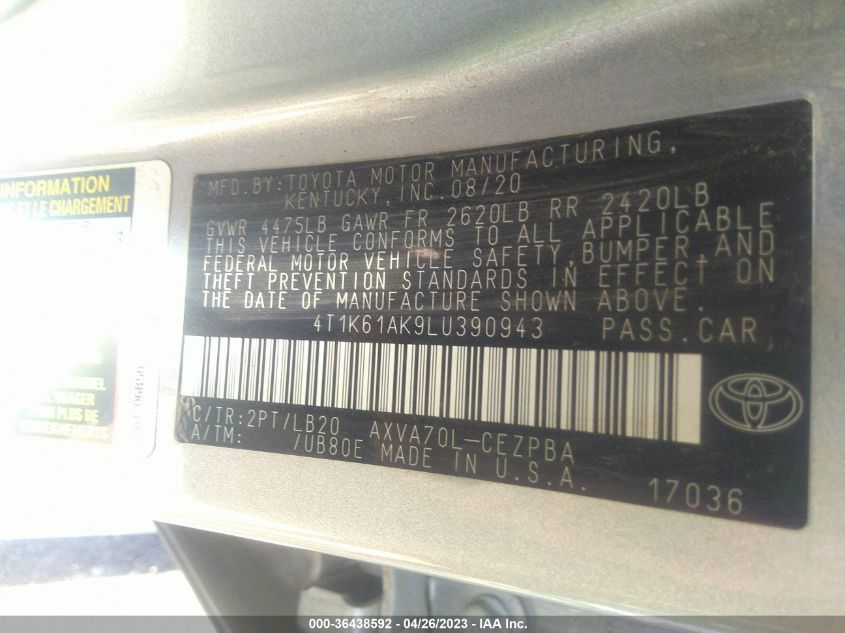 INFORMATION
ET LE CHARGEMENT
MFD. BY: TOYOTA MOTOR MANUFACTURING,
KENTUCKY, INC. 08/20
GVWR 4475LB GAWR FR 2620LB RR 2420LB
THIS VEHICLE CONFORMS TO ALL APPLICABLE
FEDERAL MOTOR VEHICLE SAFETY, BUMPER, AND
THEFT PREVENTION STANDARDS IN EFFECT ON
THE DATE OF MANUFACTURE SHOWN ABOVE.
4T1K61AK9LU390943 PASS. CAR
C/TR: 2PT/LB20 AXVA70L-CEZPBA
A/TM: /UB80E MADE IN U.S.A.
17036
000-36438592 - 04/26/2023 - IAA Inc.